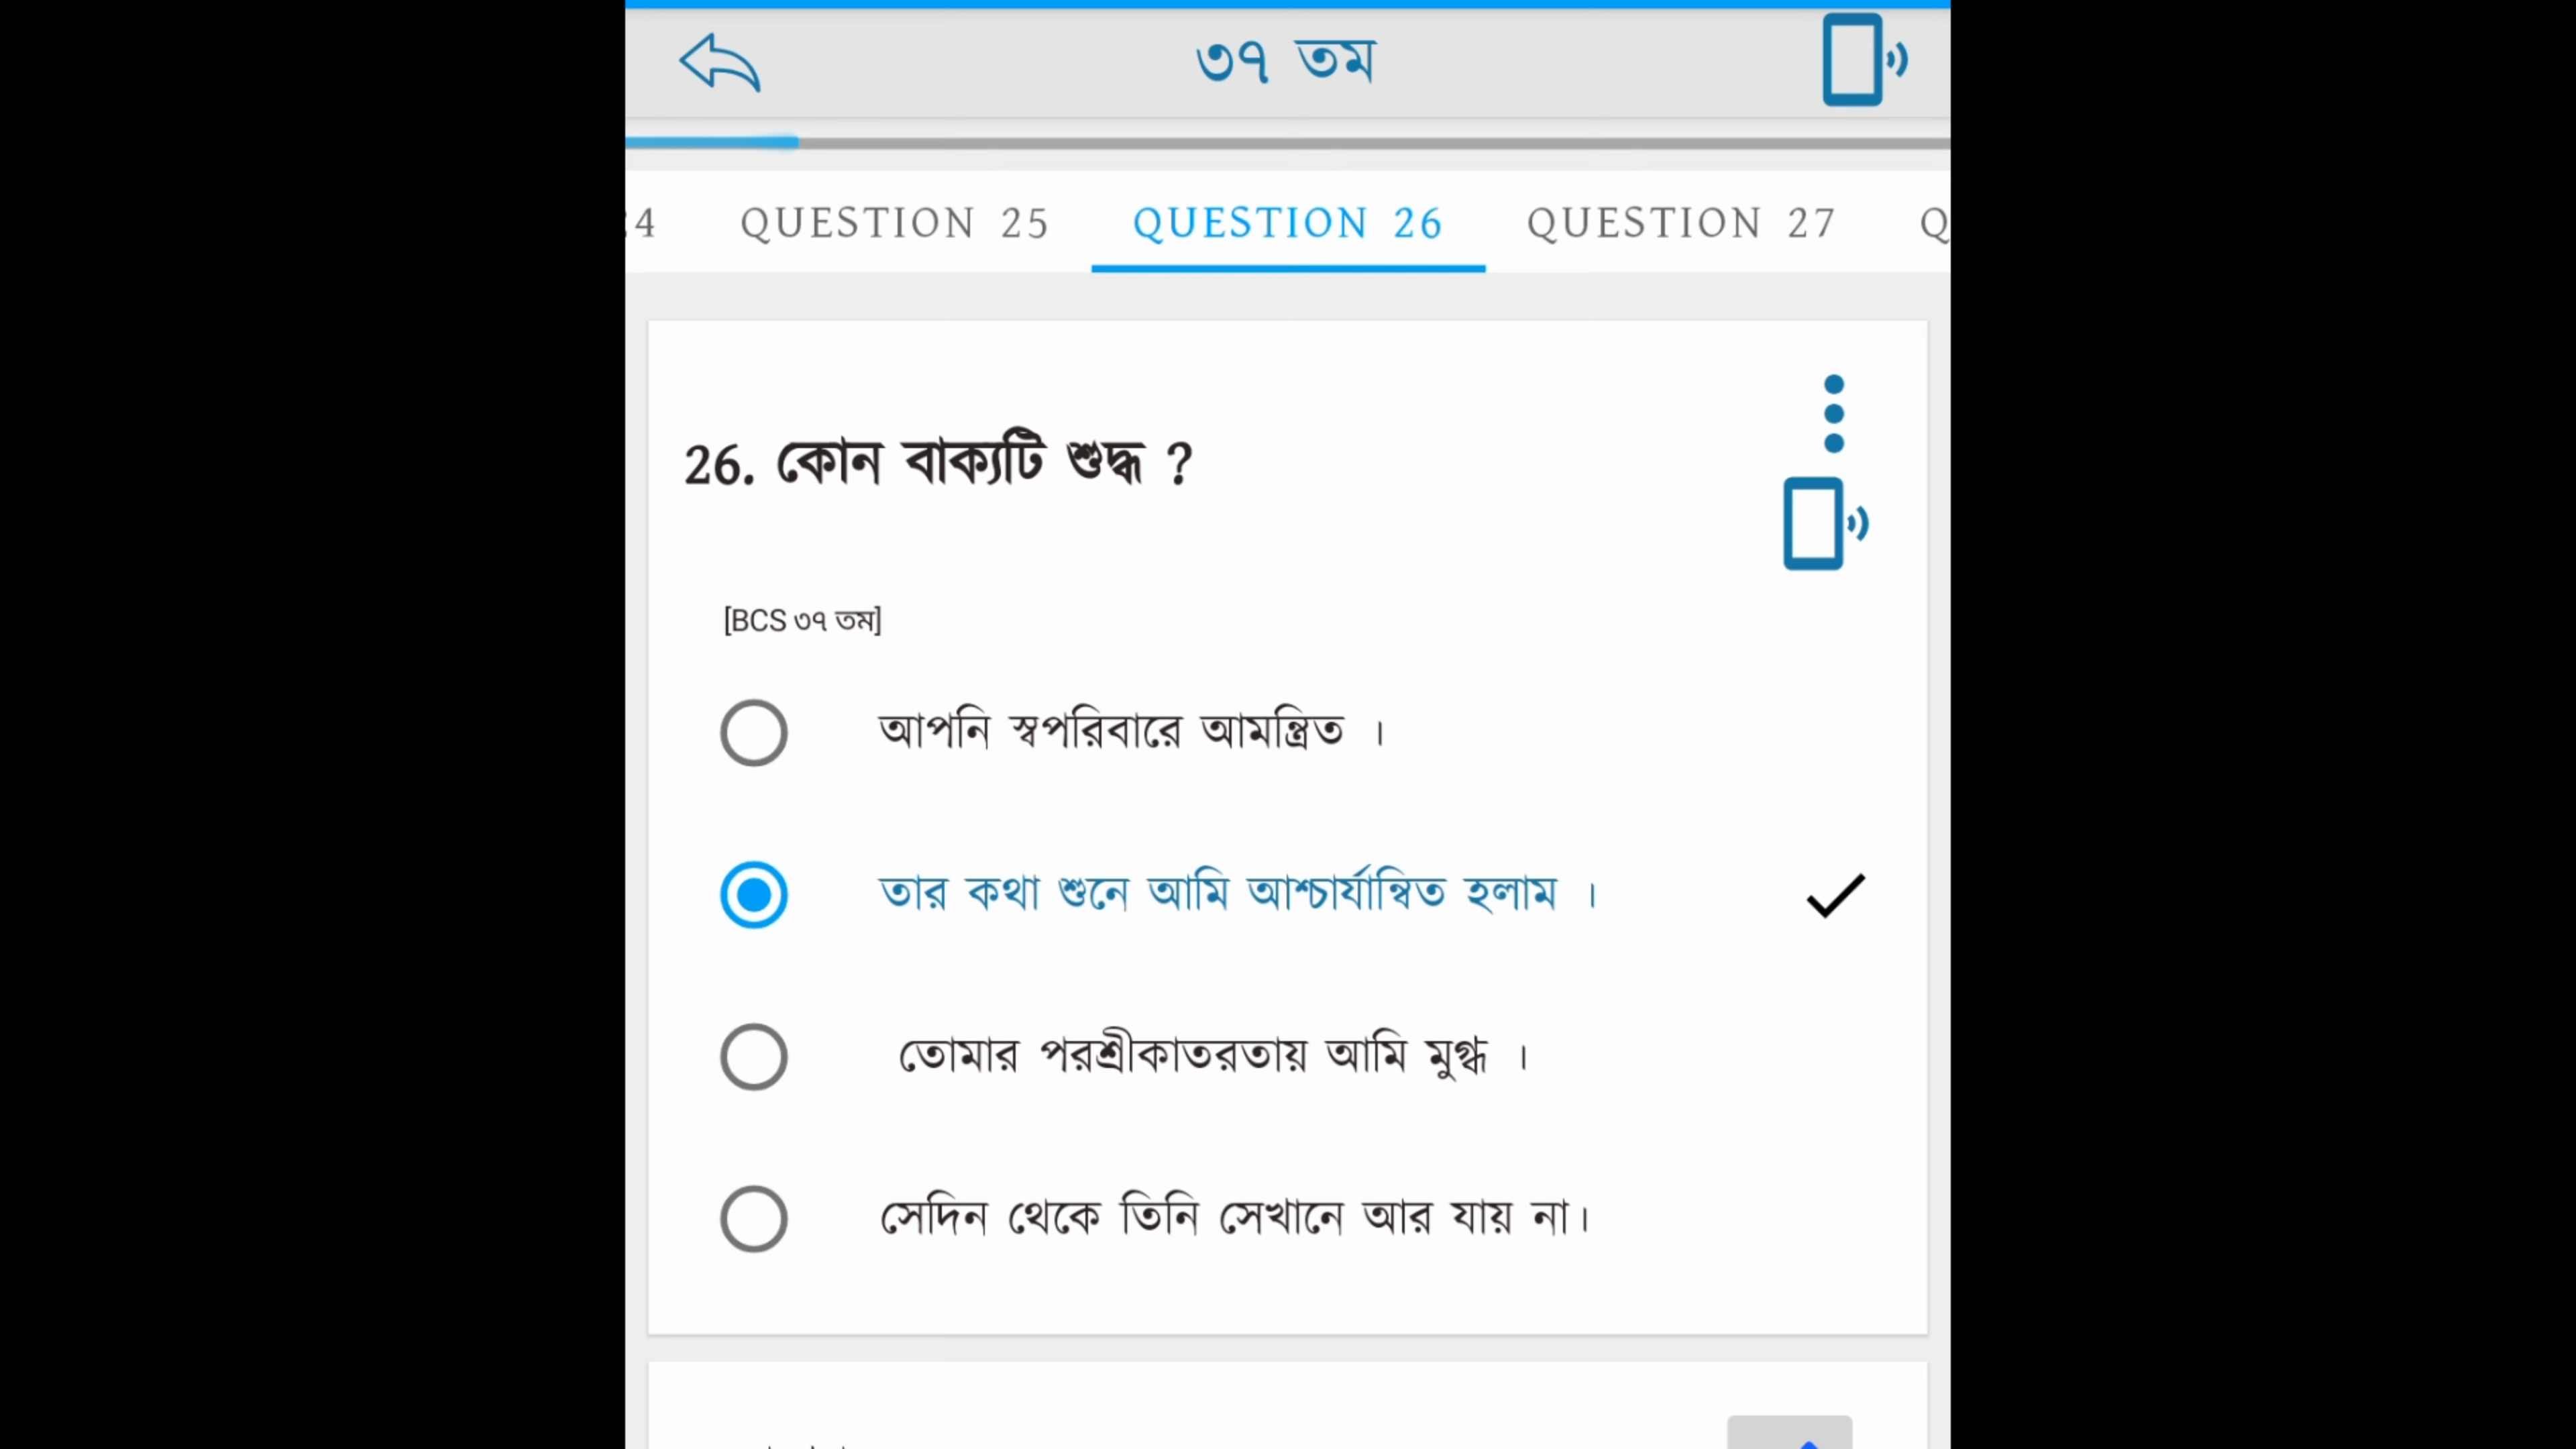 ৩৭ তম
24 QUESTION 25 QUESTION 26 QUESTION 27 Q
26. কোন বাক্যটি শুদ্ধ ?
[BCS ৩৭ তম]
আপনি স্বপরিবারে আমন্ত্রিত ।
তার কথা শুনে আমি আশ্চার্যান্বিত হলাম ।
তোমার পরশ্রীকাতরতায় আমি মুগ্ধ ।
সেদিন থেকে তিনি সেখানে আর যায় না।